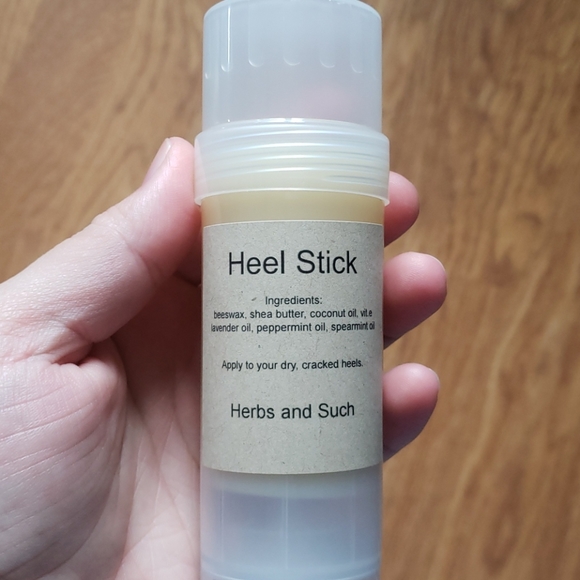 Heel Stick
Ingredients:
beeswax, shea butter, coconut oil, vit.e
lavender oil, peppermint oil, spearmint oil
Apply to your dry, cracked heels.
Herbs and Such